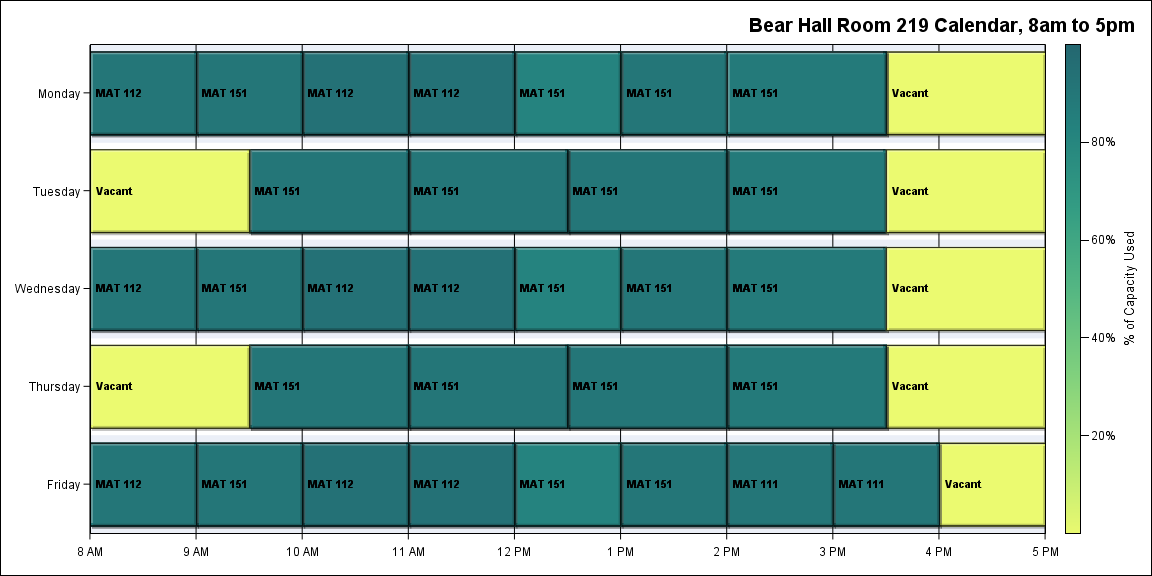 Bear Hall Room 219 Calendar, 8am to 5pm
Monday
MAT 112 MAT 151 MAT 112 MAT 112 MAT 151 MAT 151 MAT 151 Vacant
Tuesday
Vacant MAT 151 MAT 151 MAT 151 MAT 151 Vacant
Wednesday
MAT 112 MAT 151 MAT 112 MAT 112 MAT 151 MAT 151 MAT 151 Vacant
Thursday
Vacant MAT 151 MAT 151 MAT 151 MAT 151 Vacant
Friday
MAT 112 MAT 151 MAT 112 MAT 112 MAT 151 MAT 151 MAT 111 MAT 111 Vacant
8 AM 9 AM 10 AM 11 AM 12 PM 1 PM 2 PM 3 PM 4 PM 5 PM
80%
60%
40%
20%
% of Capacity Used